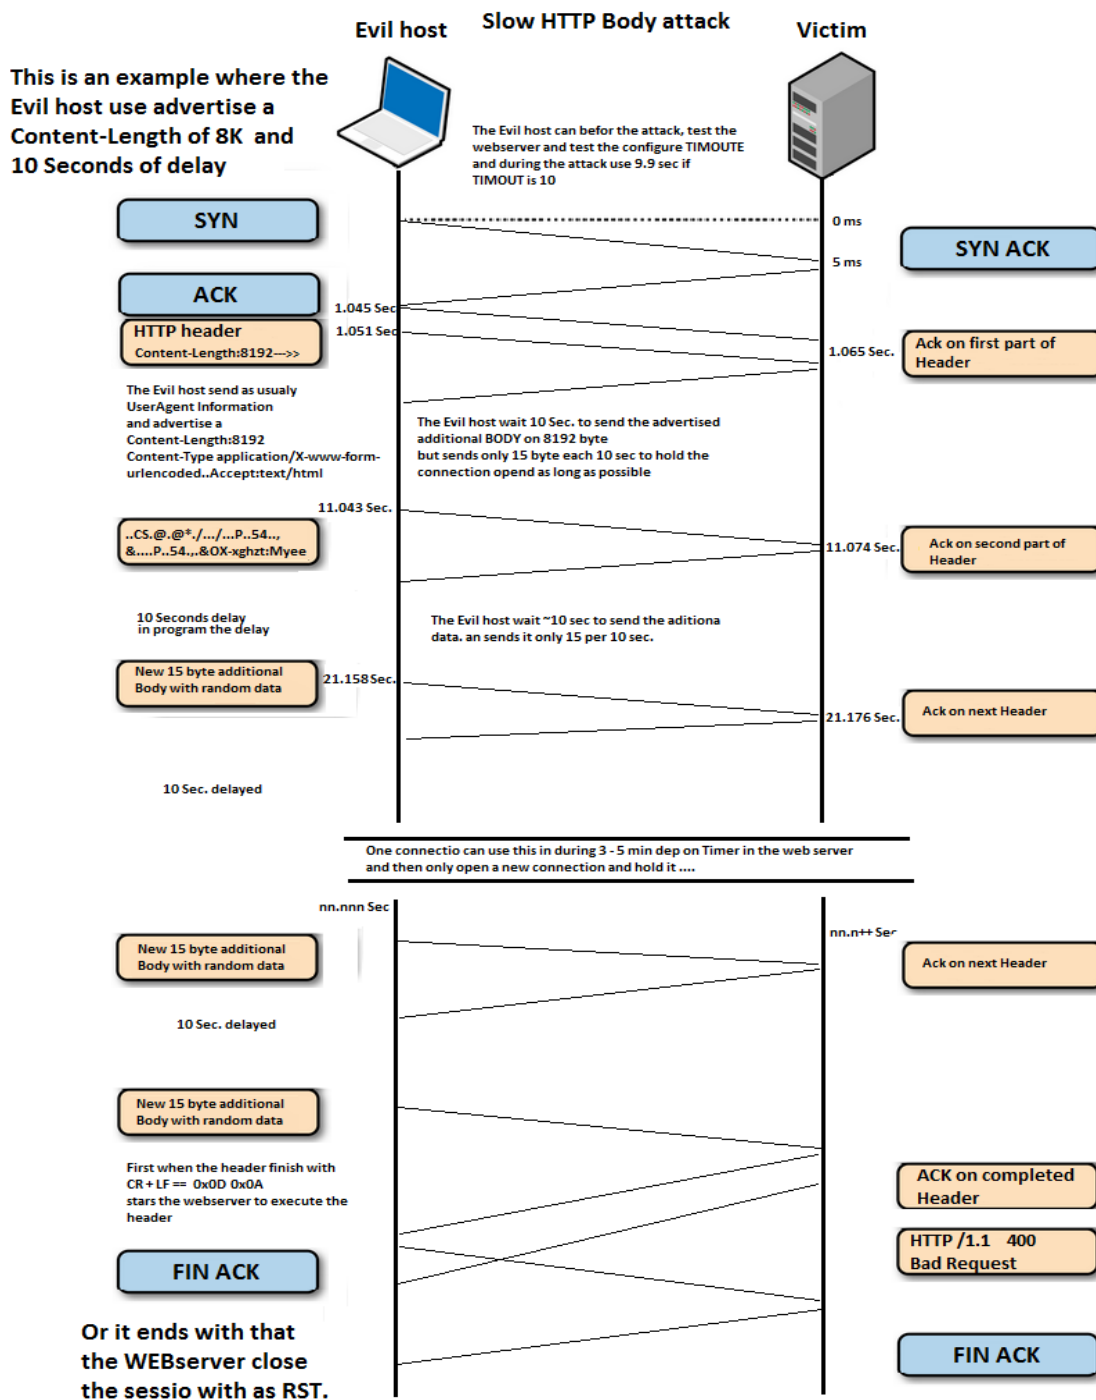 Slow HTTP Body attack
Evil host
Victim
This is an example where the
Evil host use advertise a
Content-Length of 8K and
10 Seconds of delay
The Evil host can befor the attack, test the
webserver and test the configure TIMOUTE
and during the attack use 9.9 sec if
TIMOUT is 10
SYN
0 ms
SYN ACK
5 ms
ACK
1.045 Sec
HTTP header
Content-Length:8192--->>
1.051 Sec
1.065 Sec.
Ack on first part of
Header
The Evil host send as usualy
UserAgent Information
and advertise a
Content-Length:8192
Content-Type application/X-www-form-
urlencoded..Accept:text/html
The Evil host wait 10 Sec. to send the advertised
additional BODY on 8192 byte
but sends only 15 byte each 10 sec to hold the
connection opend as long as possible
11.043 Sec.
..CS.@.@*./.../...P..54..,
&....P..54.,.&OX-xghzt:Myee
11.074 Sec.
Ack on second part of
Header
10 Seconds delay
in program the delay
The Evil host wait ~10 sec to send the aditiona
data. an sends it only 15 per 10 sec.
New 15 byte additional
Body with random data
21.158 Sec.
21.176 Sec.
Ack on next Header
10 Sec. delayed
One connectio can use this in during 3 - 5 min dep on Timer in the web server
and then only open a new connection and hold it ....
nn.nnn Sec
nn.n++ Sec
New 15 byte additional
Body with random data
Ack on next Header
10 Sec. delayed
New 15 byte additional
Body with random data
First when the header finish with
CR + LF == 0x0D 0x0A
stars the webserver to execute the
header
ACK on completed
Header
HTTP /1.1 400
Bad Request
FIN ACK
Or it ends with that
the WEBserver close
the sessio with as RST.
FIN ACK